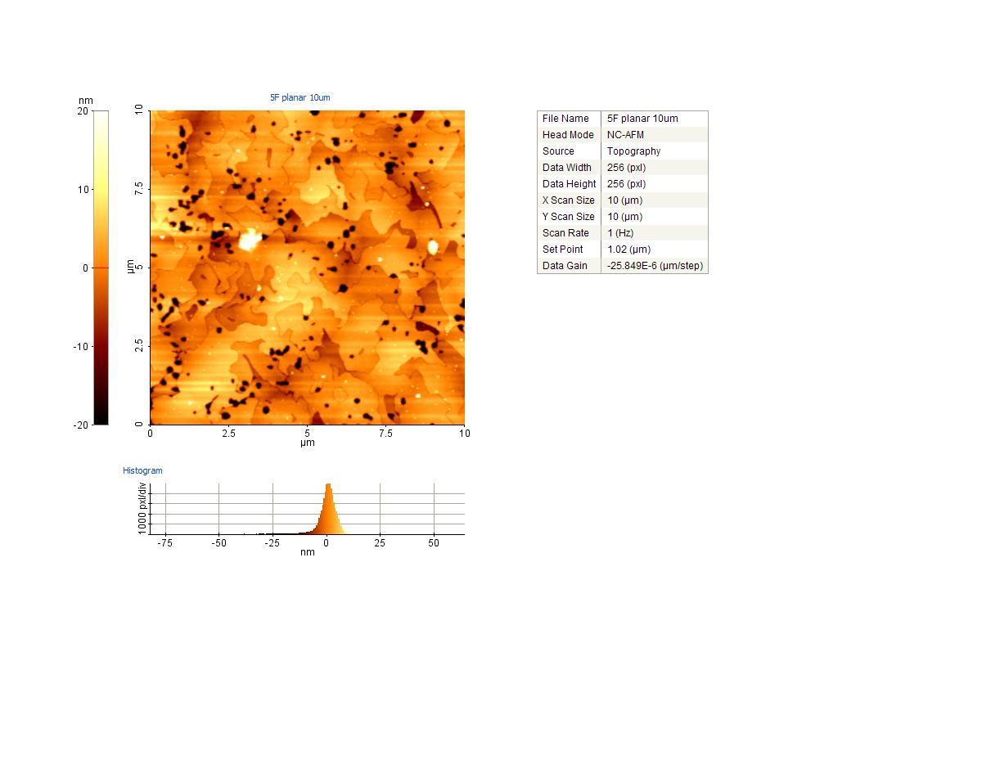 5F planar 10um
nm
20
10
0
-10
-20
10
7.5
5
2.5
0
µm
0 2.5 5 7.5 10
µm
File Name 5F planar 10um
Head Mode NC-AFM
Source Topography
Data Width 256 (pxl)
Data Height 256 (pxl)
X Scan Size 10 (µm)
Y Scan Size 10 (µm)
Scan Rate 1 (Hz)
Set Point 1.02 (µm)
Data Gain -25.849E-6 (µm/step)
Histogram
1000 pxl/div
-75 -50 -25 0 25 50
nm